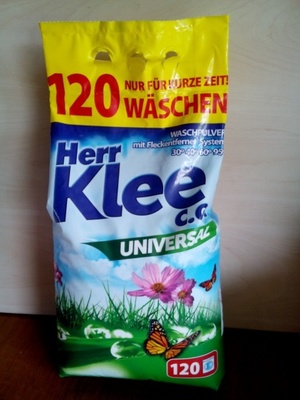 NUR FÜR KURZE ZEIT!
120 WÄSCHEN
WASCHPULVER
mit Fleckentferner System
30°40°60°95°
Herr
Klee
C.G.
UNIVERSAL
120